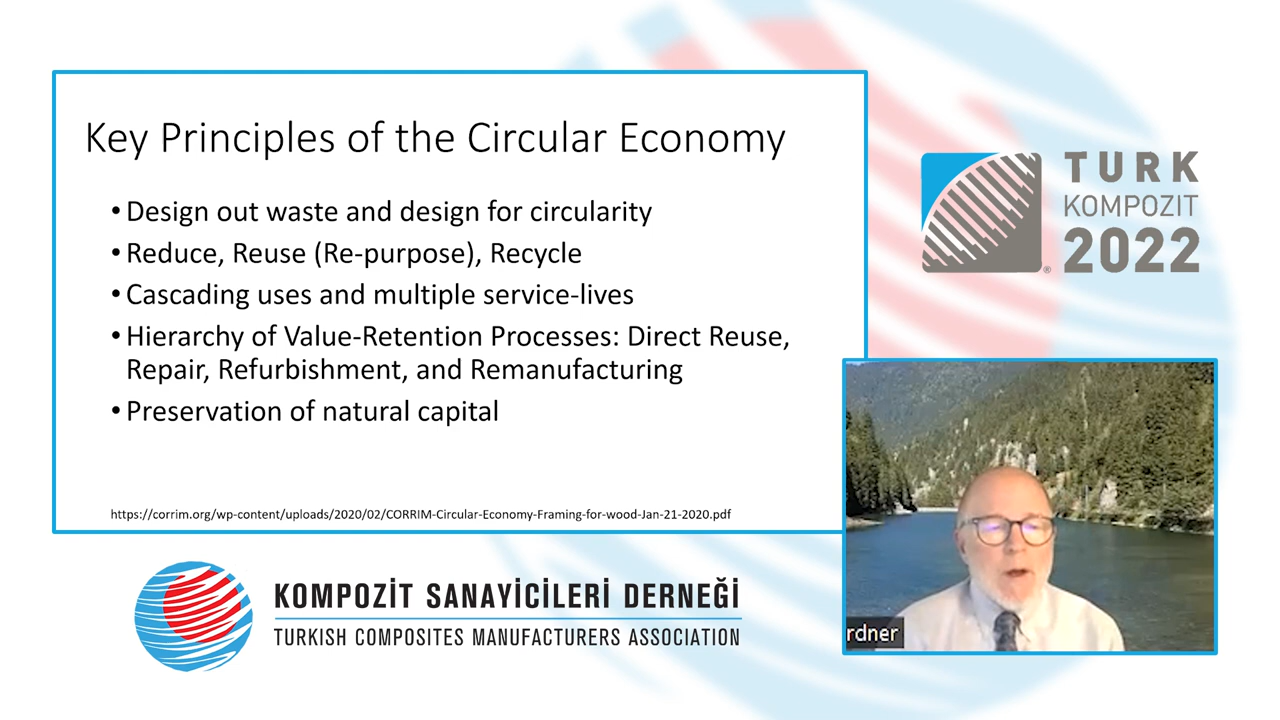 Key Principles of the Circular Economy
• Design out waste and design for circularity
• Reduce, Reuse (Re-purpose), Recycle
• Cascading uses and multiple service-lives
• Hierarchy of Value-Retention Processes: Direct Reuse,
Repair, Refurbishment, and Remanufacturing
• Preservation of natural capital
https://corrim.org/wp-content/uploads/2020/02/CORRIM-Circular-Economy-Framing-for-wood-Jan-21-2020.pdf
TURK
KOMPOZIT
2022
®
rdner
KOMPOZİT SANAYİCİLERİ DERNEĞİ
TURKISH COMPOSITES MANUFACTURERS ASSOCIATION